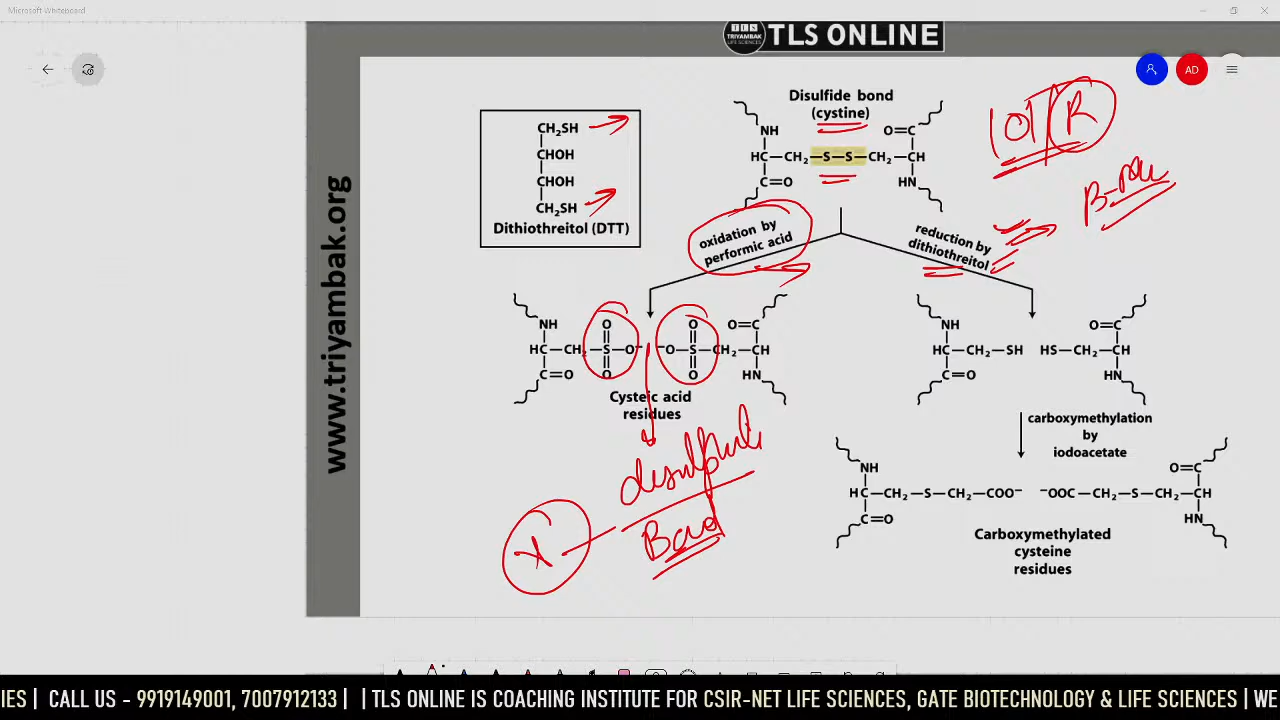 Microsoft Whiteboard
TLS
TRIYAMBAK
LIFE SCIENCES
TLS ONLINE
AD
www.triyambak.org
CH₂SH
CHOH
CHOH
CH₂SH
Dithiothreitol (DTT)
Disulfide bond
(cystine)
NH
O=C
HC—CH₂—S—S—CH₂—CH
C=O
HN
|O|/R
oxidation by
performic acid
reduction by
dithiothreitol
NH
O
O
O=C
HC—CH₂—S—O⁻
⁻O—S—CH₂—CH
C=O
O
O
HN
Cysteic acid
residues
NH
O=C
HC—CH₂—SH
HS—CH₂—CH
C=O
HN
carboxymethylation
by
iodoacetate
NH
O=C
HC—CH₂—S—CH₂—COO⁻
⁻OOC—CH₂—S—CH₂—CH
C=O
HN
Carboxymethylated
cysteine
residues
IES | CALL US - 9919149001, 7007912133 | | TLS ONLINE IS COACHING INSTITUTE FOR CSIR-NET LIFE SCIENCES, GATE BIOTECHNOLOGY & LIFE SCIENCES | WE